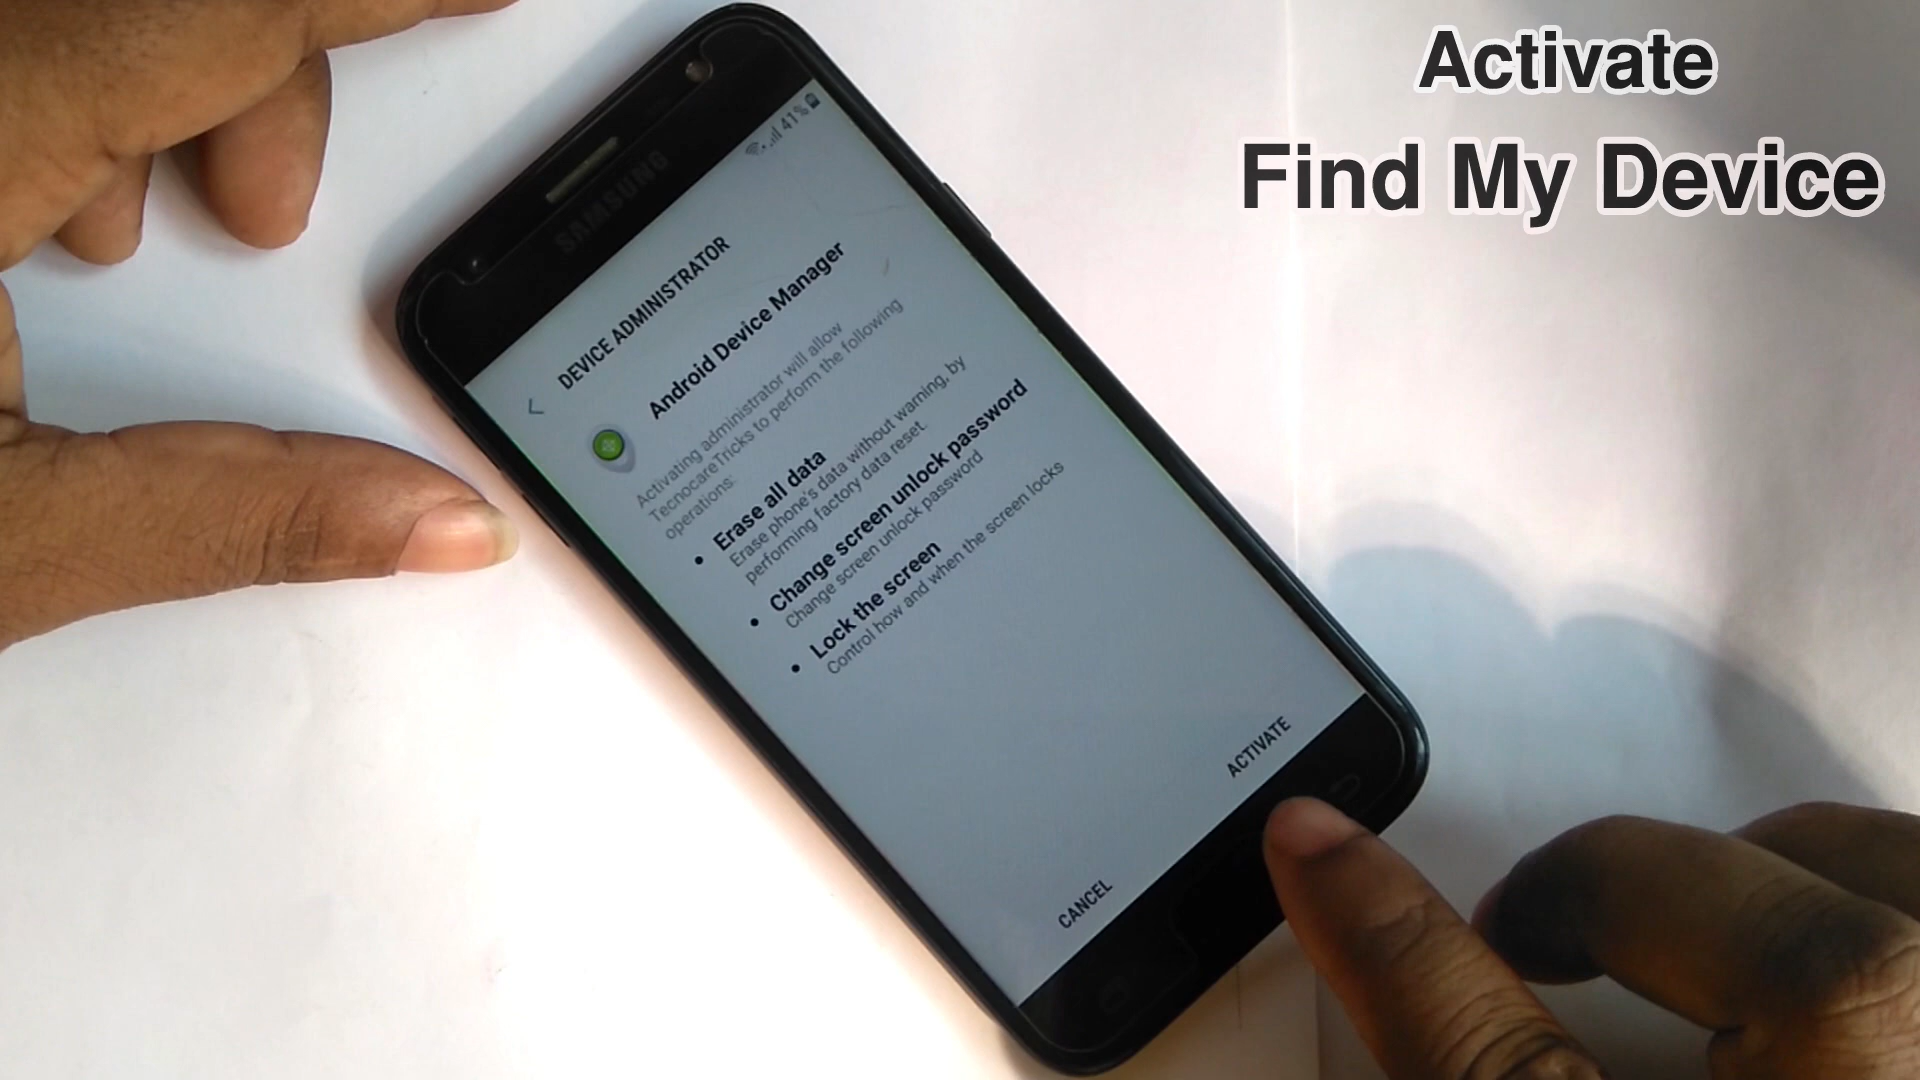 Activate
Find My Device
41%
SAMSUNG
DEVICE ADMINISTRATOR
Android Device Manager
Activating administrator will allow
TecnocareTricks to perform the following
operations:
• Erase all data
Erase phone's data without warning, by
performing factory data reset.
• Change screen unlock password
Change screen unlock password
• Lock the screen
Control how and when the screen locks
CANCEL
ACTIVATE